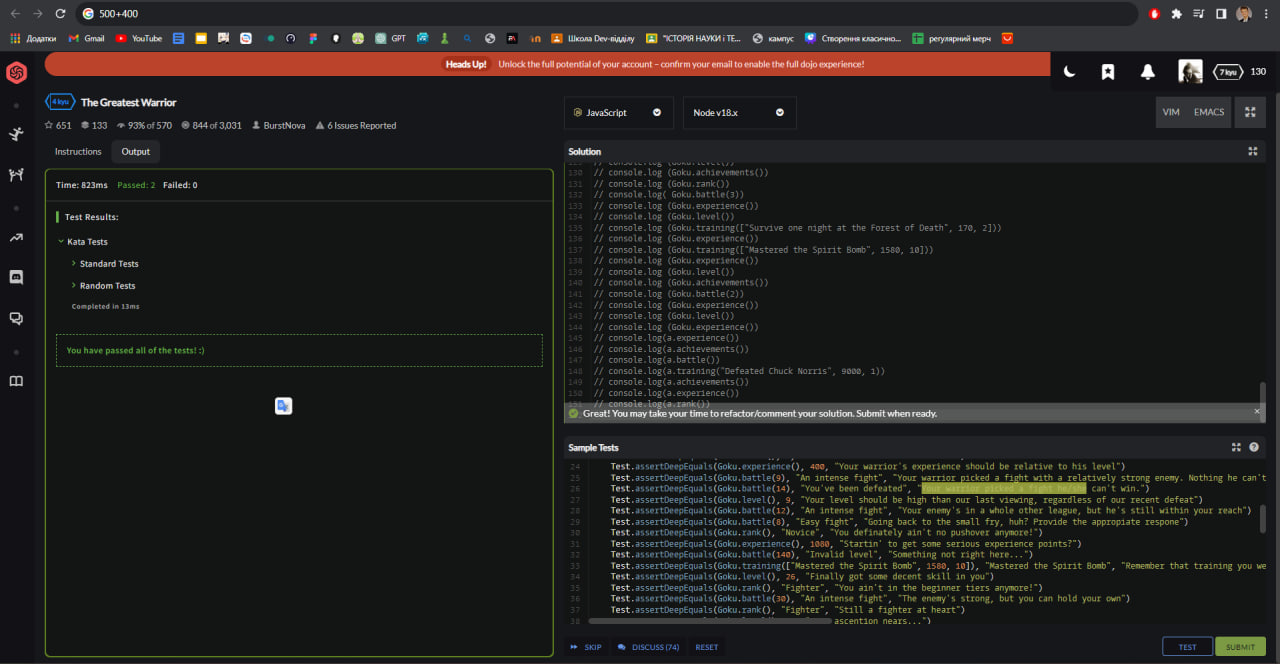 500+400
Додатки
Gmail
YouTube
GPT
Школа Dev-відділу
"ІСТОРІЯ НАУКИ і ТЕ...
кампус
Створення класично...
регулярний мерч
Heads Up! Unlock the full potential of your account – confirm your email to enable the full dojo experience!
7 kyu 130
4 kyu The Greatest Warrior
651 133 93% of 570 844 of 3,031 BurstNova 6 Issues Reported
Instructions Output
Time: 823ms Passed: 2 Failed: 0
Test Results:
Kata Tests
Standard Tests
Random Tests
Completed in 13ms
You have passed all of the tests! :)
JavaScript Node v18.x VIM EMACS
Solution
129 // console.log (Goku.level())
130 // console.log (Goku.achievements())
131 // console.log (Goku.rank())
132 // console.log( Goku.battle(3))
133 // console.log (Goku.experience())
134 // console.log (Goku.level())
135 // console.log (Goku.training(["Survive one night at the Forest of Death", 170, 2]))
136 // console.log (Goku.experience())
137 // console.log (Goku.training(["Mastered the Spirit Bomb", 1580, 10]))
138 // console.log (Goku.experience())
139 // console.log (Goku.level())
140 // console.log (Goku.achievements())
141 // console.log (Goku.battle(2))
142 // console.log (Goku.experience())
143 // console.log (Goku.level())
144 // console.log (Goku.experience())
145 // console.log(a.experience())
146 // console.log(a.achievements())
147 // console.log(a.battle())
148 // console.log(a.training("Defeated Chuck Norris", 9000, 1))
149 // console.log(a.achievements())
150 // console.log(a.experience())
151 // console.log(a.rank())
Great! You may take your time to refactor/comment your solution. Submit when ready.
Sample Tests
24 Test.assertDeepEquals(Goku.experience(), 400, "Your warrior's experience should be relative to his level")
25 Test.assertDeepEquals(Goku.battle(9), "An intense fight", "Your warrior picked a fight with a relatively strong enemy. Nothing he can't
26 Test.assertDeepEquals(Goku.battle(14), "You've been defeated", "Your warrior picked a fight he/she can't win.")
27 Test.assertDeepEquals(Goku.level(), 9, "Your level should be high than our last viewing, regardless of our recent defeat")
28 Test.assertDeepEquals(Goku.battle(12), "An intense fight", "Your enemy's in a whole other league, but he's still within your reach")
29 Test.assertDeepEquals(Goku.battle(8), "Easy fight", "Going back to the small fry, huh? Provide the appropiate respone")
30 Test.assertDeepEquals(Goku.rank(), "Novice", "You definately ain't no pushover anymore!")
31 Test.assertDeepEquals(Goku.experience(), 1080, "Startin' to get some serious experience points?")
32 Test.assertDeepEquals(Goku.battle(140), "Invalid level", "Something not right here...")
33 Test.assertDeepEquals(Goku.training(["Mastered the Spirit Bomb", 1580, 10]), "Mastered the Spirit Bomb", "Remember that training you we
34 Test.assertDeepEquals(Goku.level(), 26, "Finally got some decent skill in you")
35 Test.assertDeepEquals(Goku.rank(), "Fighter", "You ain't in the beginner tiers anymore!")
36 Test.assertDeepEquals(Goku.battle(30), "An intense fight", "The enemy's strong, but you can hold your own")
37 Test.assertDeepEquals(Goku.rank(), "Fighter", "Still a fighter at heart")
38 ascention nears...")
SKIP DISCUSS (74) RESET TEST SUBMIT